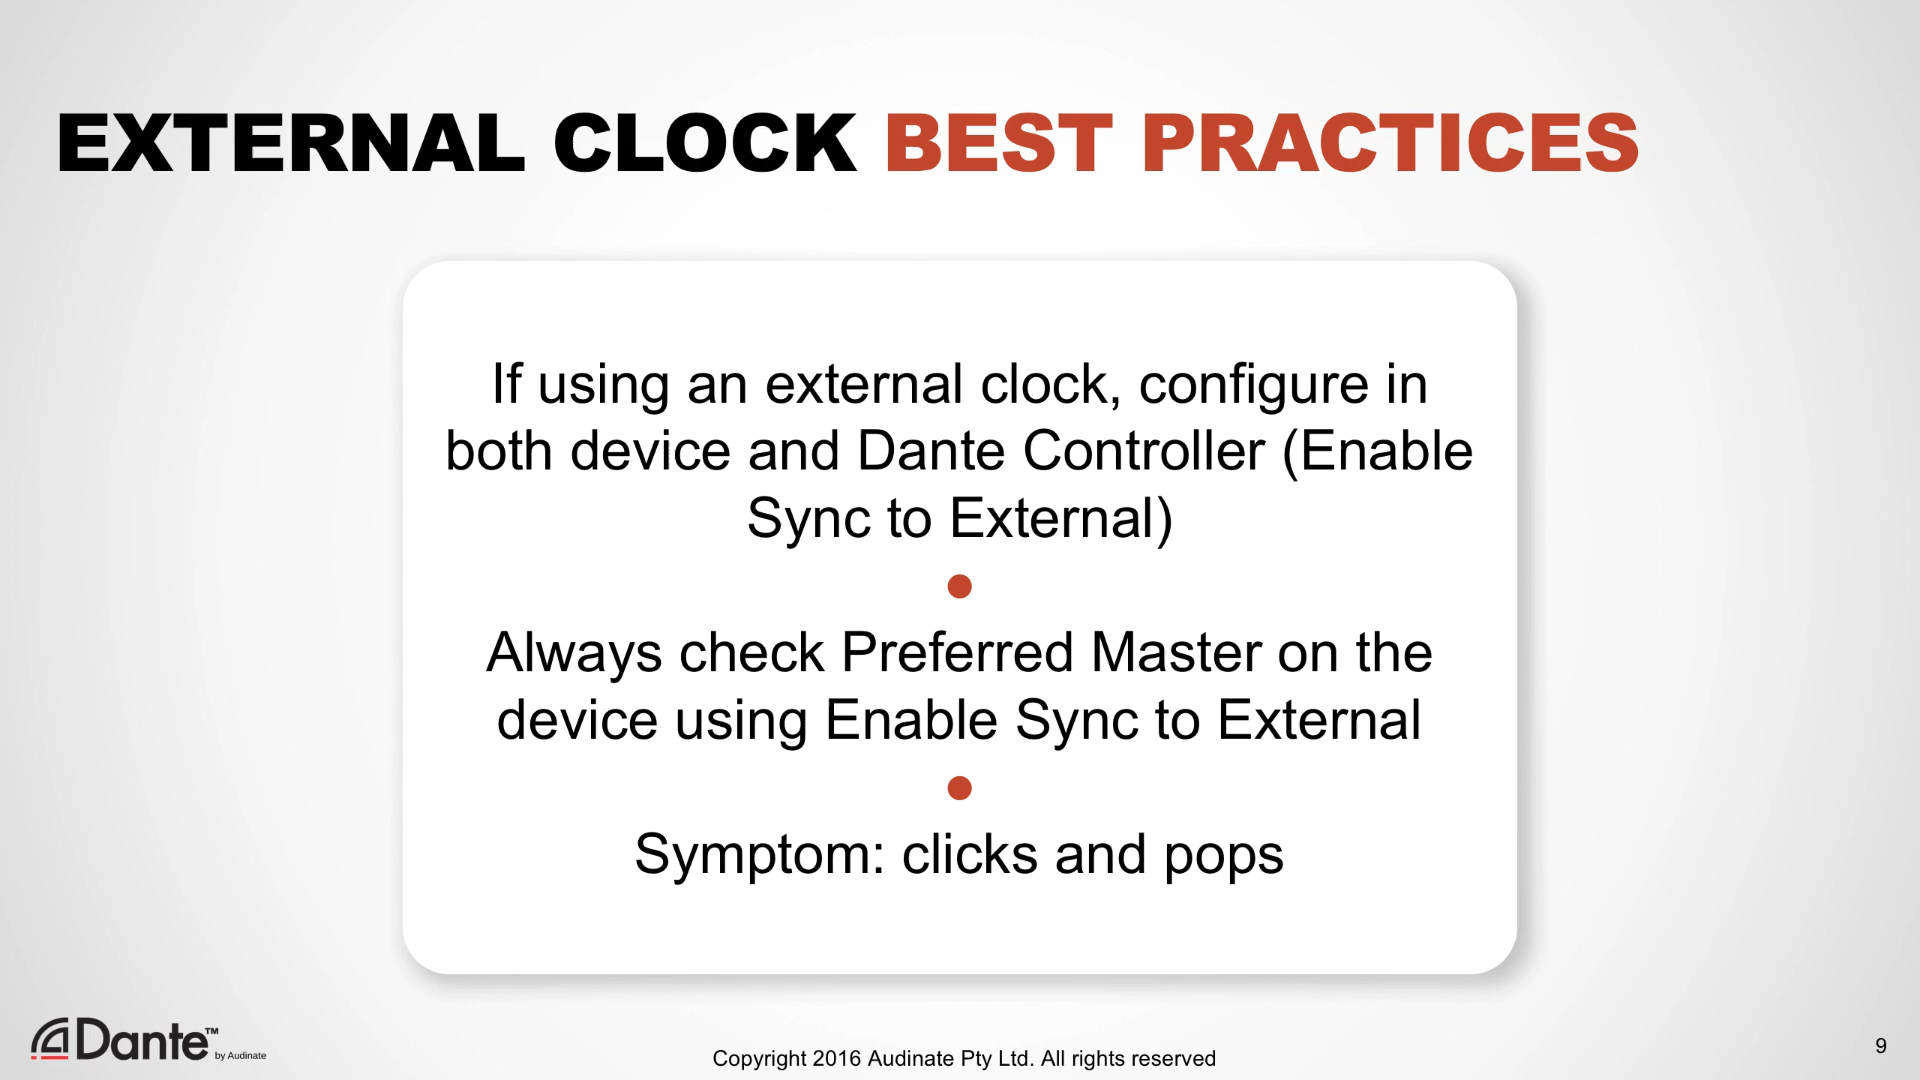 EXTERNAL CLOCK BEST PRACTICES
If using an external clock, configure in
both device and Dante Controller (Enable
Sync to External)
Always check Preferred Master on the
device using Enable Sync to External
Symptom: clicks and pops
Dante™ by Audinate
Copyright 2016 Audinate Pty Ltd. All rights reserved
9